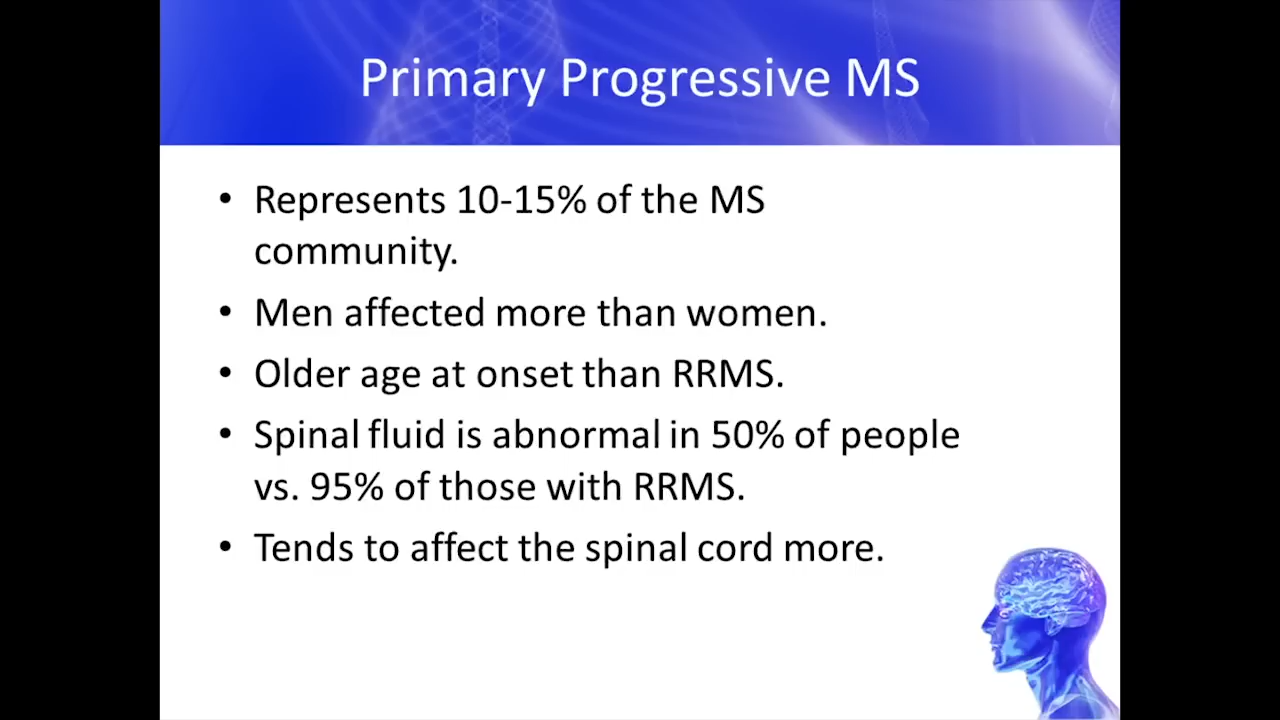 Primary Progressive MS
• Represents 10-15% of the MS
community.
• Men affected more than women.
• Older age at onset than RRMS.
• Spinal fluid is abnormal in 50% of people
vs. 95% of those with RRMS.
• Tends to affect the spinal cord more.